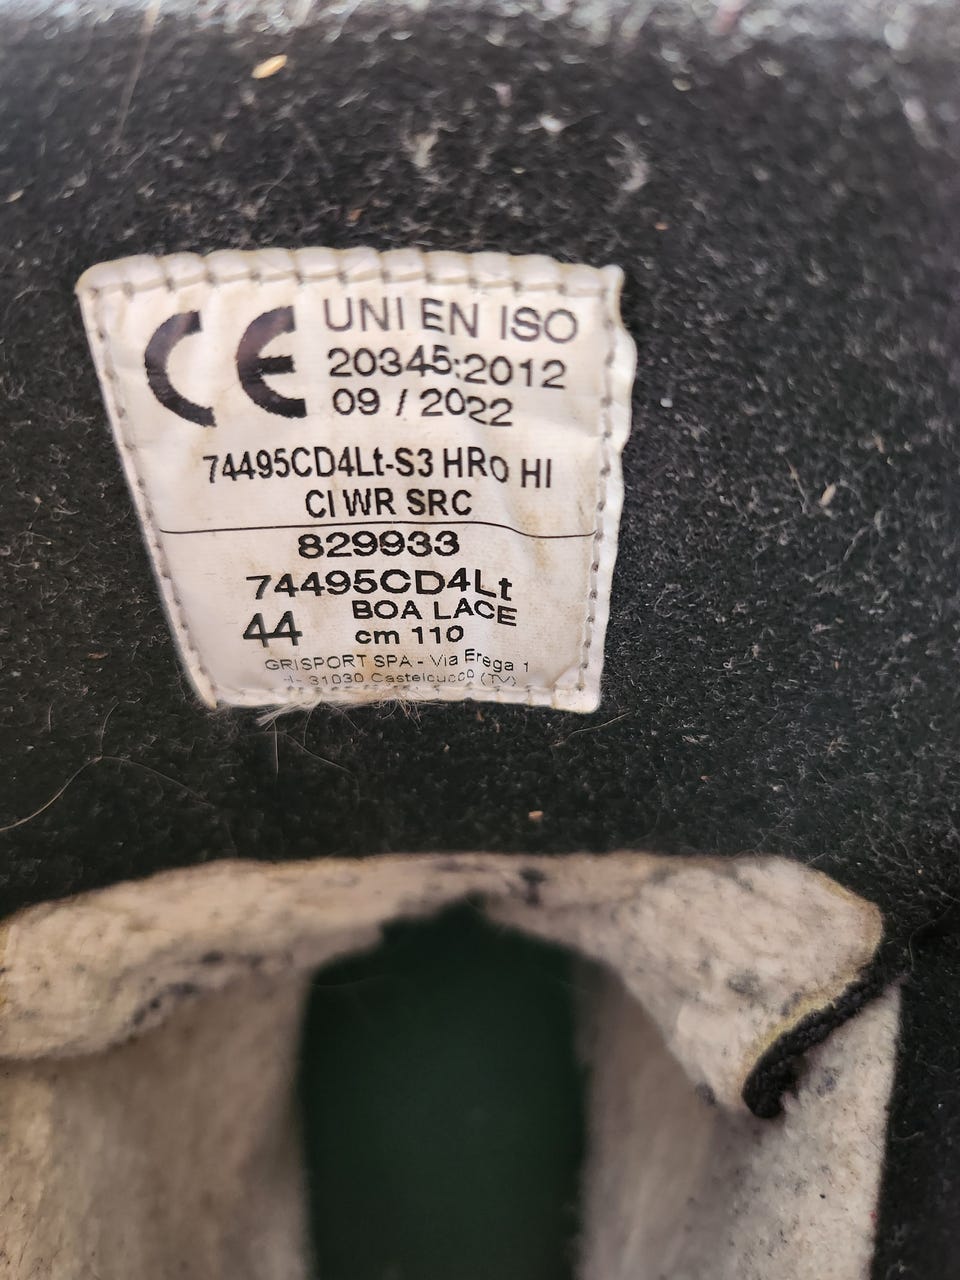 CE UNI EN ISO
20345:2012
09 / 2022
74495CD4Lt-S3 HRO HI
CI WR SRC
829933
74495CD4Lt
44 BOA LACE
cm 110
GRISPORT SPA - Via Erega 1
I- 31030 Castelcucco (TV)